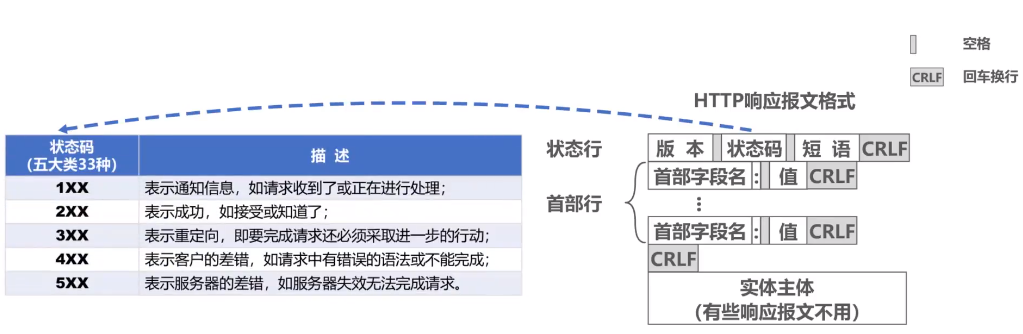 空格
CRLF 回车换行
HTTP响应报文格式
状态码
(五大类33种)
描 述
1XX 表示通知信息，如请求收到了或正在进行处理；
2XX 表示成功，如接受或知道了；
3XX 表示重定向，即要完成请求还必须采取进一步的行动；
4XX 表示客户的差错，如请求中有错误的语法或不能完成；
5XX 表示服务器的差错，如服务器失效无法完成请求。
状态行 版 本 状态码 短 语 CRLF
首部字段名 : 值 CRLF
首部行
⋮
首部字段名 : 值 CRLF
CRLF
实体主体
(有些响应报文不用)